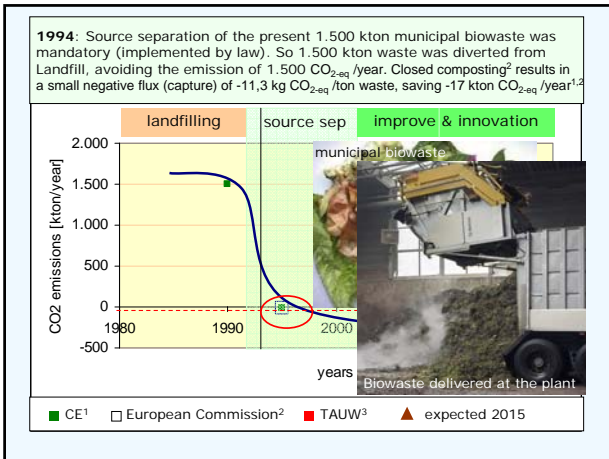 1994: Source separation of the present 1.500 kton municipal biowaste was
mandatory (implemented by law). So 1.500 kton waste was diverted from
Landfill, avoiding the emission of 1.500 CO2-eq /year. Closed composting2 results in
a small negative flux (capture) of -11,3 kg CO2-eq /ton waste, saving -17 kton CO2-eq /year1,2
landfilling source sep improve & innovation
municipal biowaste
CO2 emissions [kton/year]
2.000
1.500
1.000
500
0
-500
1980 1990 2000
years
Biowaste delivered at the plant
CE1 European Commission2 TAUW3 expected 2015